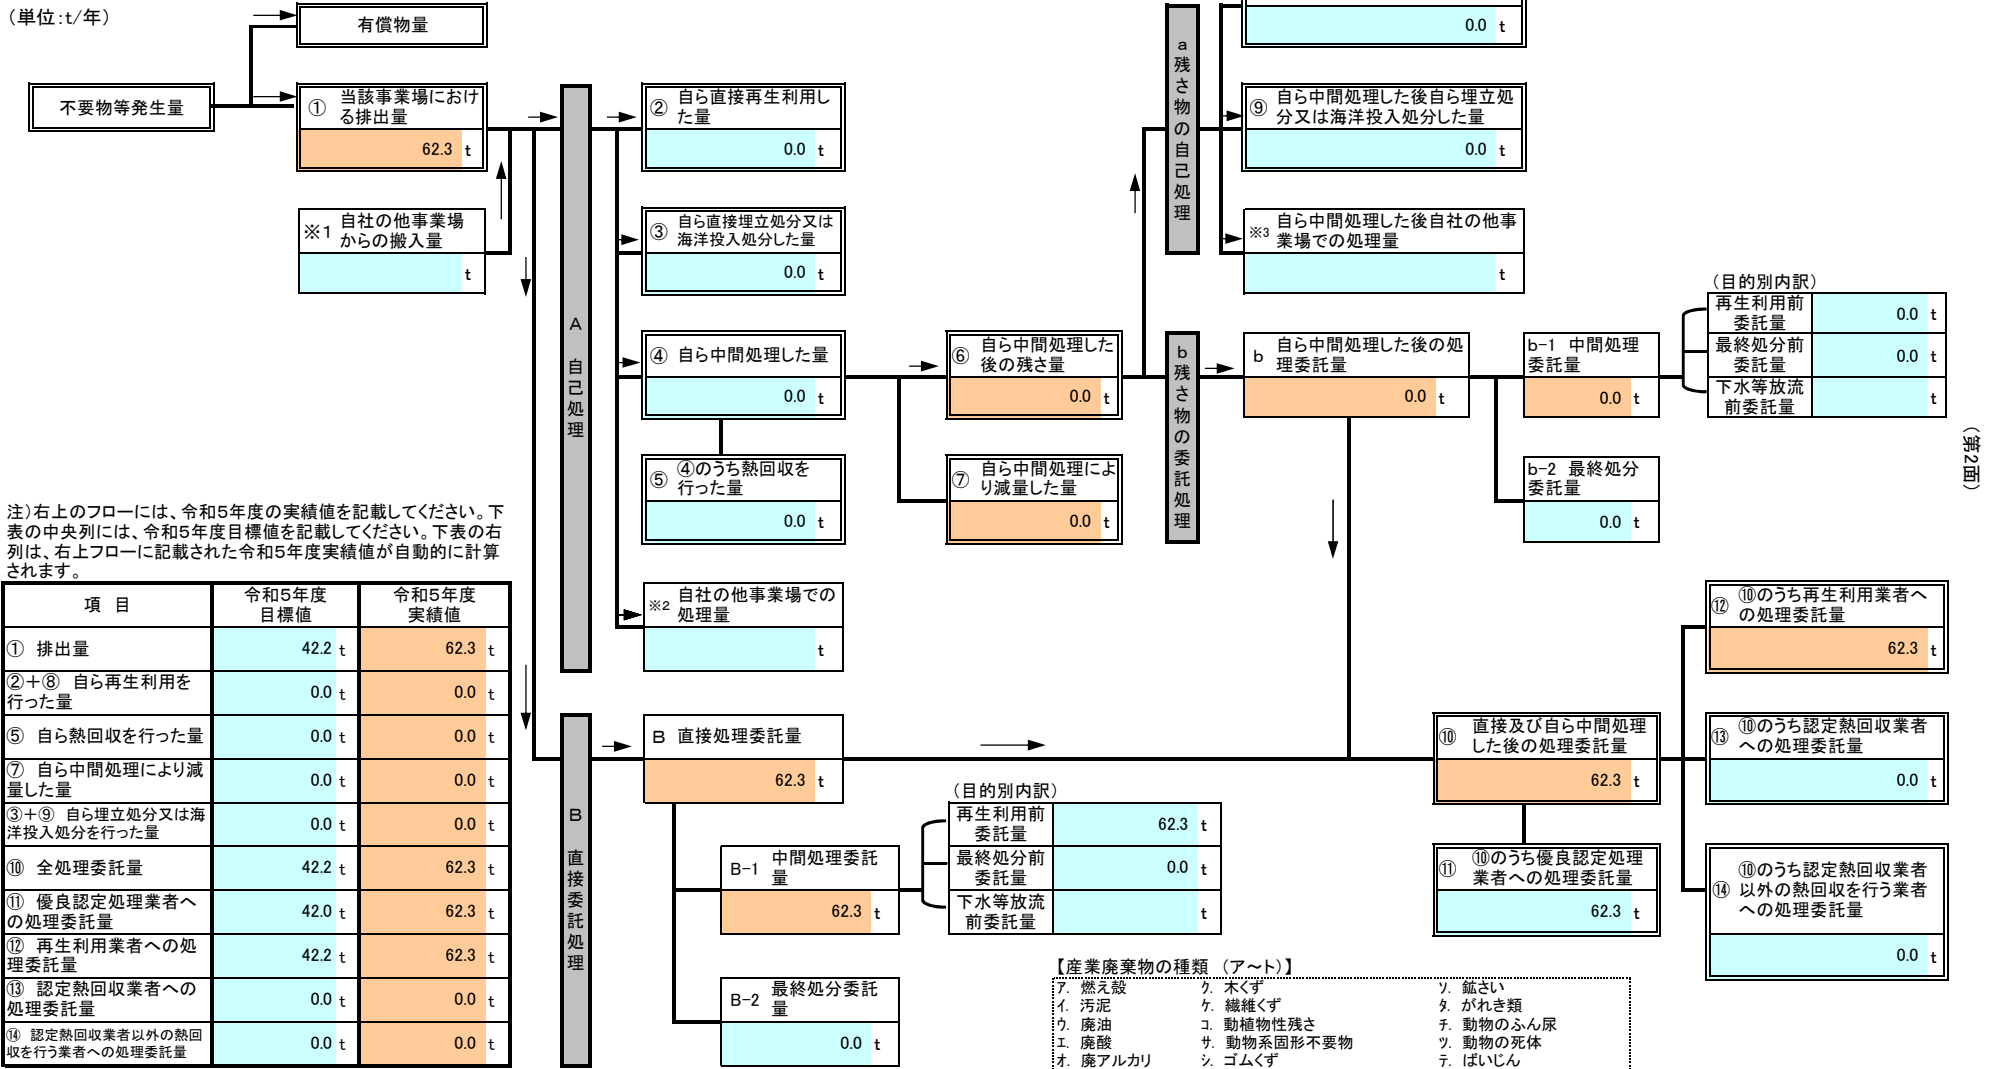 （単位：t/年）
有償物量
不要物等発生量
① 当該事業場におけ
る排出量
62.3 t
※1 自社の他事業場
からの搬入量
t
A 自己処理
② 自ら直接再生利用し
た量
0.0 t
③ 自ら直接埋立処分又は
海洋投入処分した量
0.0 t
④ 自ら中間処理した量
0.0 t
⑤ ④のうち熱回収を
行った量
0.0 t
※2 自社の他事業場での
処理量
t
⑥ 自ら中間処理した
後の残さ量
0.0 t
⑦ 自ら中間処理によ
り減量した量
0.0 t
a 残さ物の自己処理
0.0 t
⑨ 自ら中間処理した後自ら埋立処
分又は海洋投入処分した量
0.0 t
※3 自ら中間処理した後自社の他事
業場での処理量
t
b 残さ物の委託処理
b 自ら中間処理した後の処
理委託量
0.0 t
b-1 中間処理
委託量
0.0 t
b-2 最終処分
委託量
0.0 t
（目的別内訳）
再生利用前
委託量
0.0 t
最終処分前
委託量
0.0 t
下水等放流
前委託量
t
（第2面）
注）右上のフローには、令和5年度の実績値を記載してください。下
表の中央列には、令和5年度目標値を記載してください。下表の右
列は、右上フローに記載された令和5年度実績値が自動的に計算
されます。
項 目
令和5年度
目標値
令和5年度
実績値
① 排出量
42.2 t
62.3 t
②＋⑧ 自ら再生利用を
行った量
0.0 t
0.0 t
⑤ 自ら熱回収を行った量
0.0 t
0.0 t
⑦ 自ら中間処理により減
量した量
0.0 t
0.0 t
③＋⑨ 自ら埋立処分又は海
洋投入処分を行った量
0.0 t
0.0 t
⑩ 全処理委託量
42.2 t
62.3 t
⑪ 優良認定処理業者へ
の処理委託量
42.0 t
62.3 t
⑫ 再生利用業者への処
理委託量
42.2 t
62.3 t
⑬ 認定熱回収業者への
処理委託量
0.0 t
0.0 t
⑭ 認定熱回収業者以外の熱回
収を行う業者への処理委託量
0.0 t
0.0 t
B 直接委託処理
B 直接処理委託量
62.3 t
B-1 中間処理委託
量
62.3 t
B-2 最終処分委託
量
0.0 t
（目的別内訳）
再生利用前
委託量
62.3 t
最終処分前
委託量
0.0 t
下水等放流
前委託量
t
⑩ 直接及び自ら中間処理
した後の処理委託量
62.3 t
⑪ ⑩のうち優良認定処理
業者への処理委託量
62.3 t
⑫ ⑩のうち再生利用業者へ
の処理委託量
62.3 t
⑬ ⑩のうち認定熱回収業者
への処理委託量
0.0 t
⑭ ⑩のうち認定熱回収業者
以外の熱回収を行う業者
への処理委託量
0.0 t
【産業廃棄物の種類 （ア～ト）】
ア. 燃え殻 ク. 木くず ソ. 鉱さい
イ. 汚泥 ケ. 繊維くず タ. がれき類
ウ. 廃油 コ. 動植物性残さ チ. 動物のふん尿
エ. 廃酸 サ. 動物系固形不要物 ツ. 動物の死体
オ. 廃アルカリ シ. ゴムくず テ. ばいじん